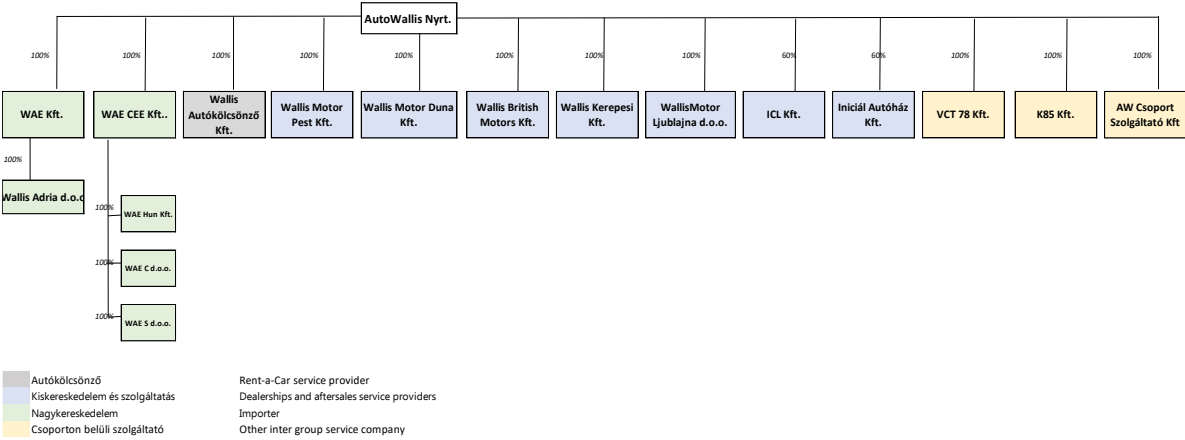 AutoWallis Nyrt.
100% 100% 100% 100% 100% 100% 100% 100% 60% 60% 100% 100% 100%
WAE Kft.
WAE CEE Kft..
Wallis
Autókölcsönző
Kft.
Wallis Motor
Pest Kft.
Wallis Motor Duna
Kft.
Wallis British
Motors Kft.
Wallis Kerepesi
Kft.
WallisMotor
Ljublajna d.o.o.
ICL Kft.
Iniciál Autóház
Kft.
VCT 78 Kft.
K85 Kft.
AW Csoport
Szolgáltató Kft
100%
Wallis Adria d.o.o
100%
WAE Hun Kft.
100%
WAE C d.o.o.
100%
WAE S d.o.o.
Autókölcsönző Rent-a-Car service provider
Kiskereskedelem és szolgáltatás Dealerships and aftersales service providers
Nagykereskedelem Importer
Csoporton belüli szolgáltató Other inter group service company